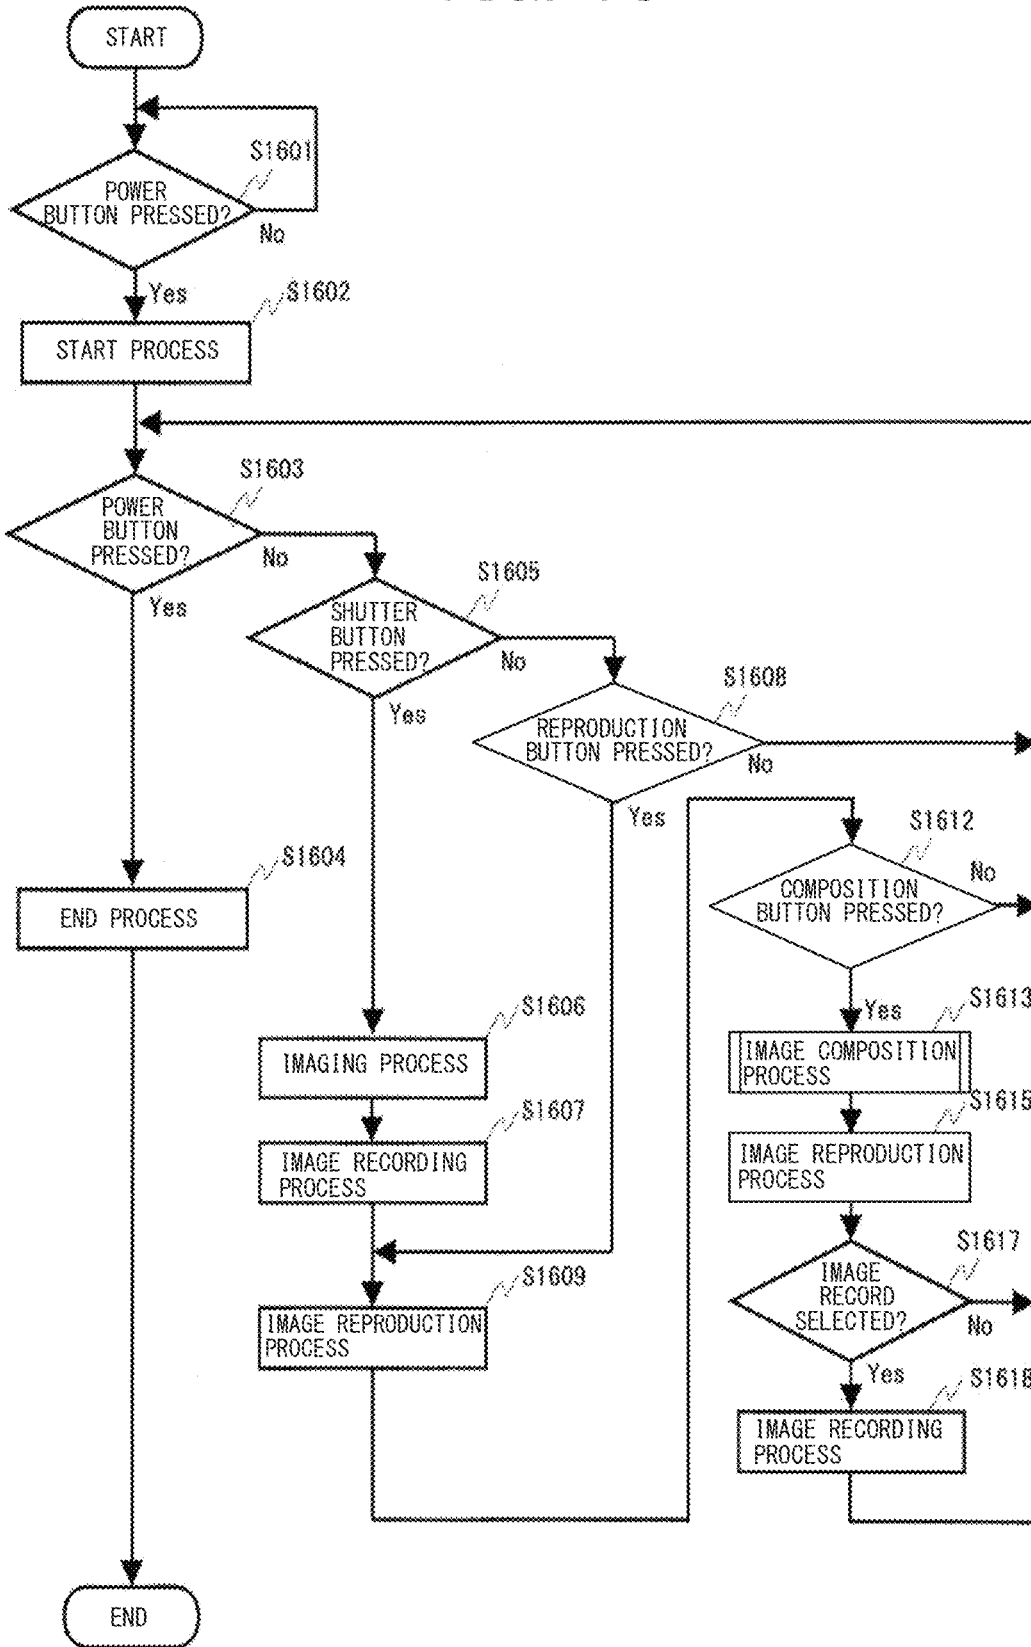 START
S1601
POWER
BUTTON PRESSED?
No
Yes
S1602
START PROCESS
S1603
POWER
BUTTON
PRESSED?
No
Yes
S1605
SHUTTER
BUTTON
PRESSED?
No
Yes
S1608
REPRODUCTION
BUTTON PRESSED?
No
Yes
S1612
COMPOSITION
BUTTON PRESSED?
No
Yes
S1604
END PROCESS
S1606
IMAGING PROCESS
S1607
IMAGE RECORDING
PROCESS
S1609
IMAGE REPRODUCTION
PROCESS
S1613
IMAGE COMPOSITION
PROCESS
S1615
IMAGE REPRODUCTION
PROCESS
S1617
IMAGE
RECORD
SELECTED?
No
Yes
S1618
IMAGE RECORDING
PROCESS
END